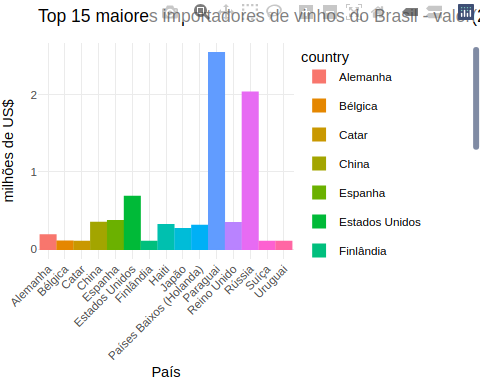 Top 15 maiores importadores de vinhos do Brasil - valor (2
country
Alemanha
Bélgica
Catar
China
Espanha
Estados Unidos
Finlândia
milhões de US$
2
1
0
Alemanha
Bélgica
Catar
China
Espanha
Estados Unidos
Finlândia
Haiti
Japão
Países Baixos (Holanda)
Paraguai
Reino Unido
Rússia
Suíça
Uruguai
País